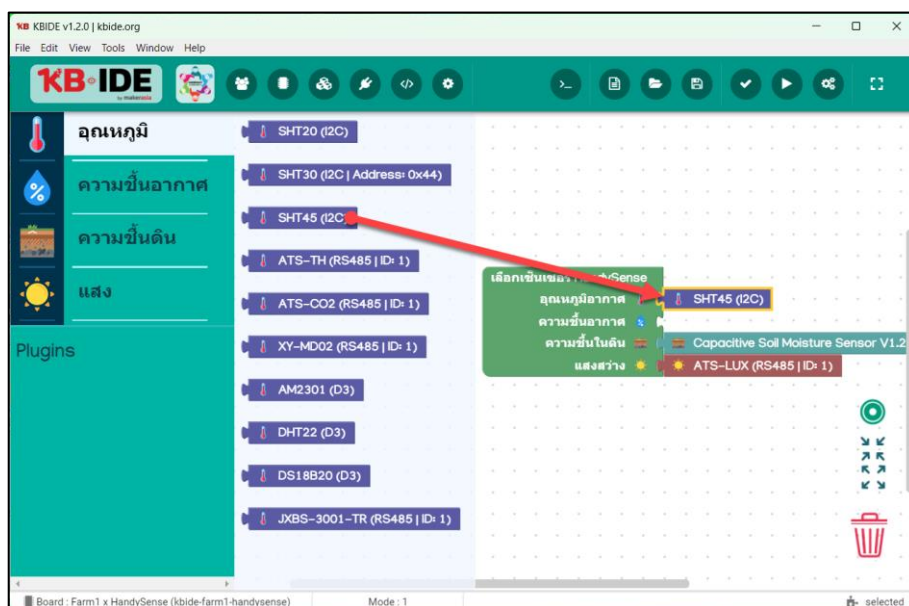 KB KBIDE v1.2.0 | kbide.org
File Edit View Tools Window Help
KB IDE
by makerasia
อุณหภูมิ
ความชื้นอากาศ
ความชื้นดิน
แสง
Plugins
SHT20 (I2C)
SHT30 (I2C | Address: 0x44)
SHT45 (I2C)
ATS-TH (RS485 | ID: 1)
ATS-CO2 (RS485 | ID: 1)
XY-MD02 (RS485 | ID: 1)
AM2301 (D3)
DHT22 (D3)
DS18B20 (D3)
JXBS-3001-TR (RS485 | ID: 1)
เลือกเซ็นเซอร์ HandySense
อุณหภูมิอากาศ SHT45 (I2C)
ความชื้นอากาศ %
ความชื้นในดิน Capacitive Soil Moisture Sensor V1.2
แสงสว่าง ATS-LUX (RS485 | ID: 1)
Board : Farm1 x HandySense (kbide-farm1-handysense) Mode : 1 selected